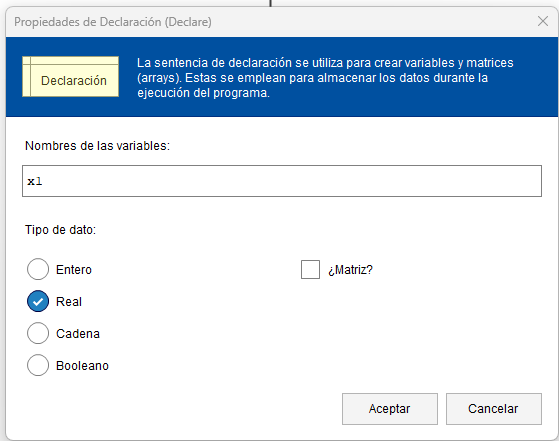 Propiedades de Declaración (Declare)
Declaración
La sentencia de declaración se utiliza para crear variables y matrices
(arrays). Estas se emplean para almacenar los datos durante la
ejecución del programa.
Nombres de las variables:
x1
Tipo de dato:
Entero
¿Matriz?
Real
Cadena
Booleano
Aceptar
Cancelar